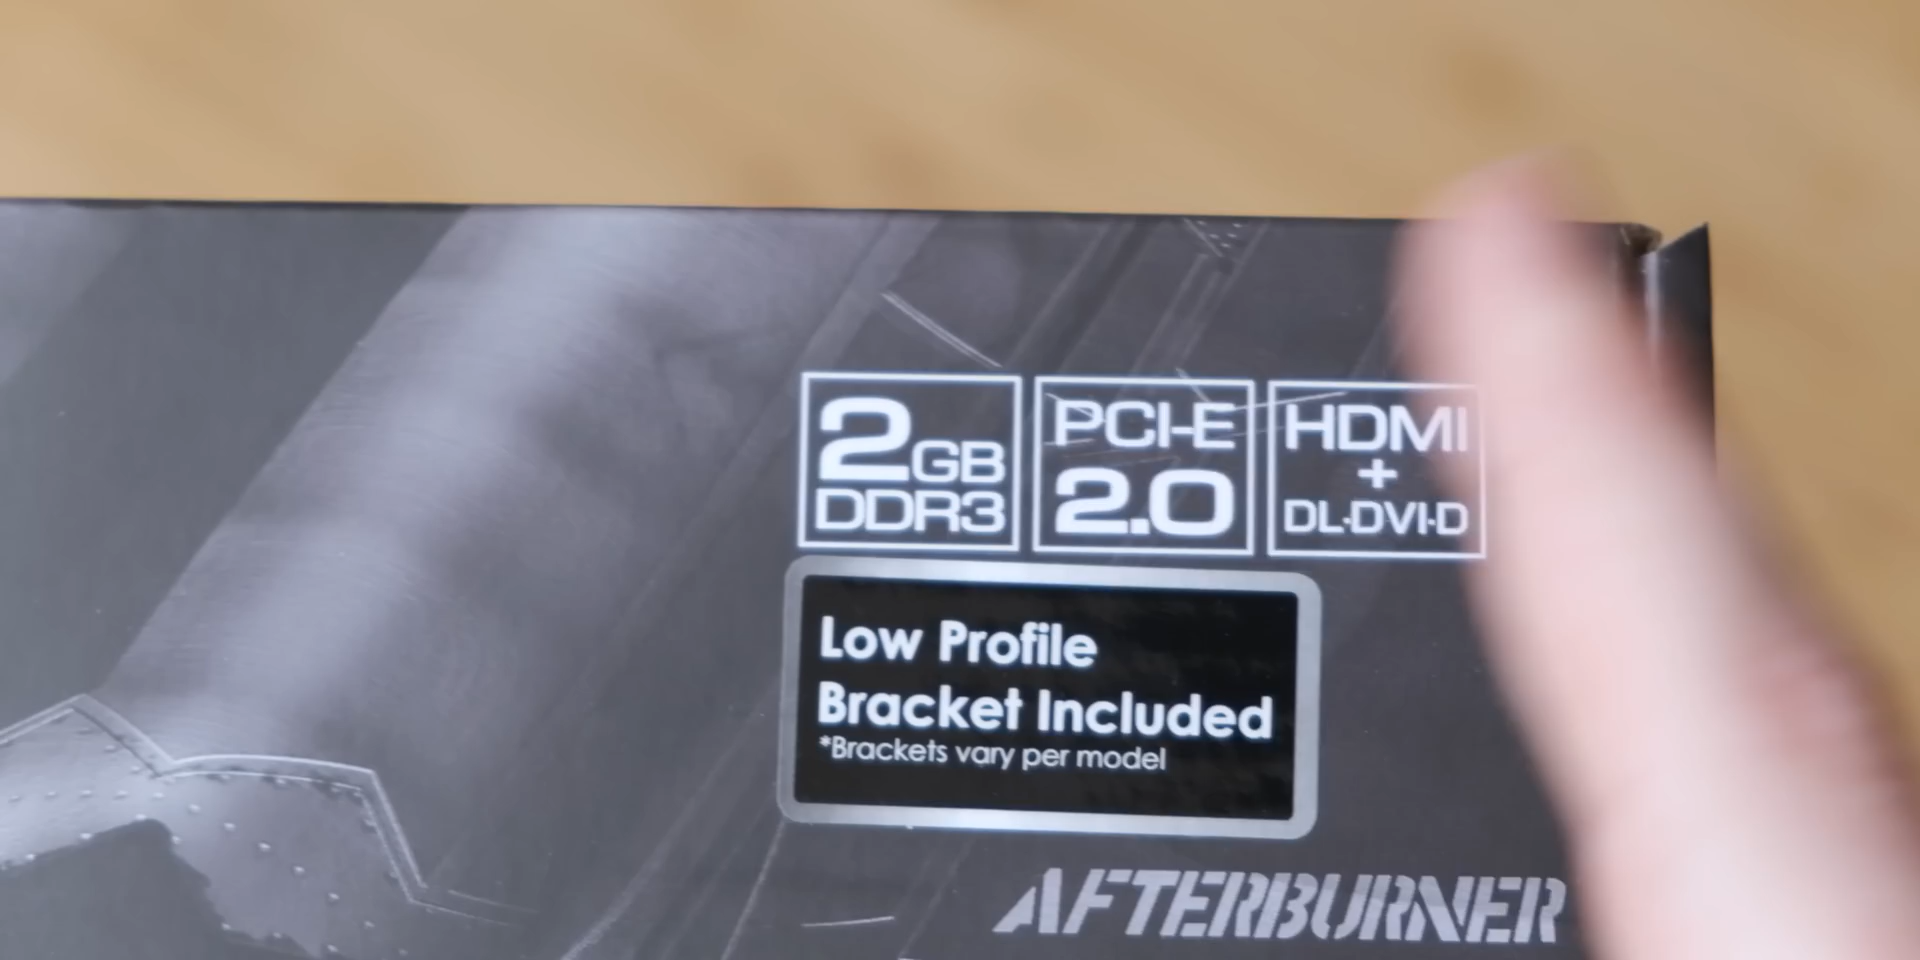 2GB
DDR3
PCI-E
2.0
HDMI
+
DL-DVI-D
Low Profile
Bracket Included
*Brackets vary per model
AFTERBURNER